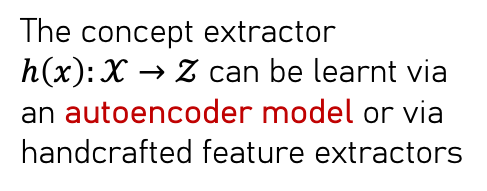 The concept extractor
h(x): 𝒳 → 𝒵 can be learnt via
an autoencoder model or via
handcrafted feature extractors